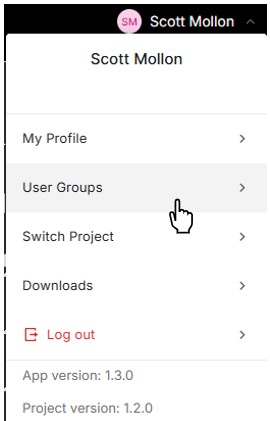 SM Scott Mollon
Scott Mollon
My Profile
User Groups
Switch Project
Downloads
Log out
App version: 1.3.0
Project version: 1.2.0